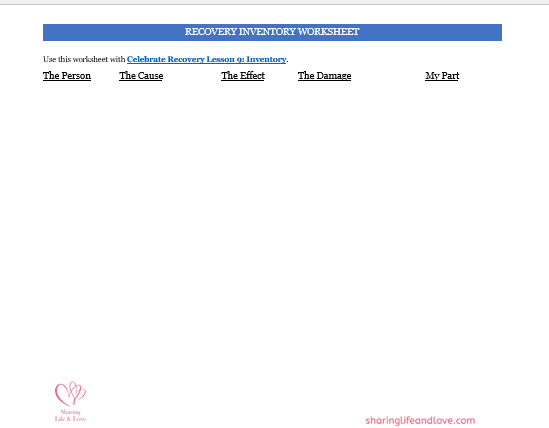 RECOVERY INVENTORY WORKSHEET
Use this worksheet with Celebrate Recovery Lesson 9: Inventory.
The Person The Cause The Effect The Damage My Part
Sharing
Life & Love
sharinglifeandlove.com